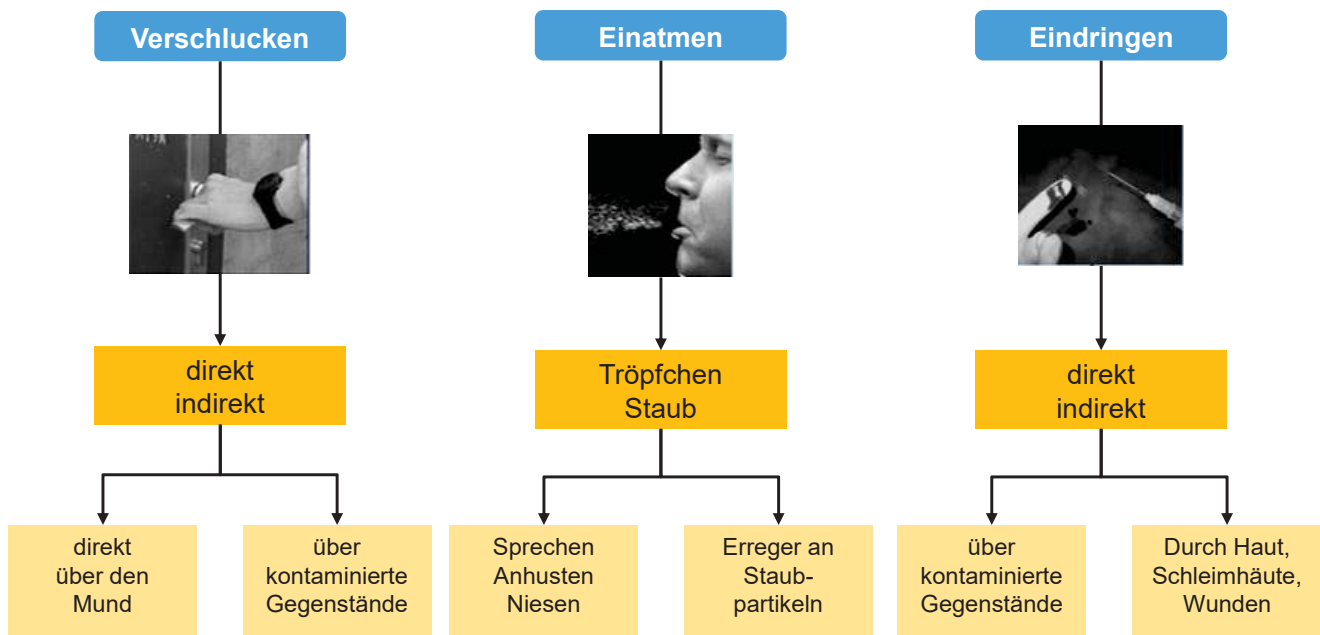 Verschlucken
Einatmen
Eindringen
direkt
indirekt
Tröpfchen
Staub
direkt
indirekt
direkt
über den
Mund
über
kontaminierte
Gegenstände
Sprechen
Anhusten
Niesen
Erreger an
Staub-
partikeln
über
kontaminierte
Gegenstände
Durch Haut,
Schleimhäute,
Wunden